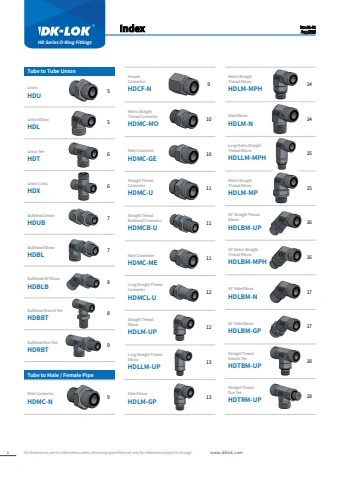 DK-LOK®
HD Series O-Ring Fittings
Index
Tube to Tube Union
Union
HDU
5
Union Elbow
HDL
5
Union Tee
HDT
6
Union Cross
HDX
6
Bulkhead Union
HDUB
7
Bulkhead Elbow
HDBL
7
Bulkhead 45° Elbow
HDBLB
8
Bulkhead Branch Tee
HDBBT
8
Bulkhead Run Tee
HDRBT
9
Tube to Male / Female Pipe
Male Connector
HDMC-N
9
Female
Connector
HDCF-N
9
Metric Straight
Thread Connector
HDMC-MO
10
Male Connector
HDMC-GE
10
Straight Thread
Connector
HDMC-U
11
Straight Thread
Bulkhead Connector
HDMCB-U
11
Male Connector
HDMC-ME
11
Long Straight Thread
Connector
HDMCL-U
12
Straight Thread
Elbow
HDLM-UP
12
Long Straight Thread
Elbow
HDLLM-UP
13
Male Elbow
HDLM-GP
13
Metric Straight
Thread Elbow
HDLM-MPH
14
Male Elbow
HDLM-N
14
Long Metric Straight
Thread Elbow
HDLLM-MPH
15
Metric Straight
Thread Elbow
HDLM-MP
15
45° Straight Thread
Elbow
HDLBM-UP
16
45° Metric Straight
Thread Elbow
HDLBM-MPH
16
45° Male Elbow
HDLBM-N
17
45° Male Elbow
HDLBM-GP
17
Straight Thread
Branch Tee
HDTBM-UP
18
Straight Thread
Run Tee
HDTRM-UP
18
All dimensions are in millimeters unless otherwise specified and only for reference subject to change.
www.dklok.com